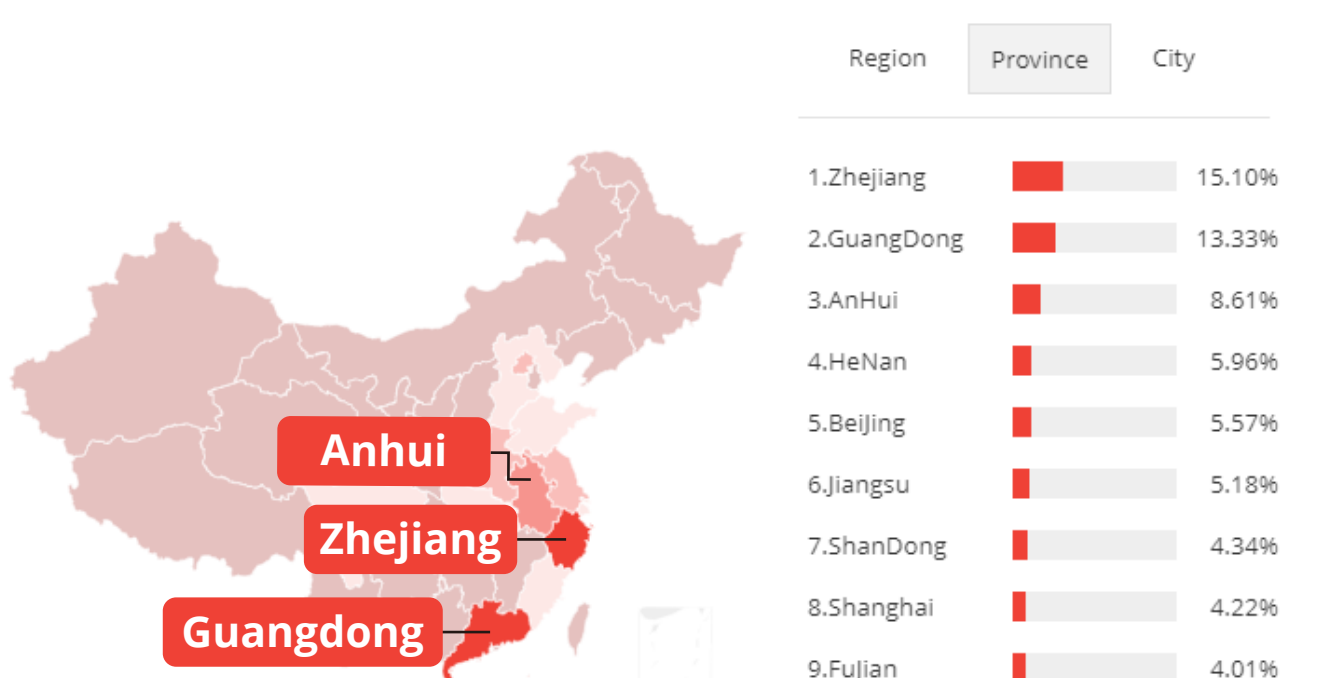 Region Province City
1.Zhejiang 15.10%
2.GuangDong 13.33%
3.AnHui 8.61%
4.HeNan 5.96%
5.BeiJing 5.57%
6.Jiangsu 5.18%
7.ShanDong 4.34%
8.Shanghai 4.22%
9.FuJian 4.01%
Anhui
Zhejiang
Guangdong